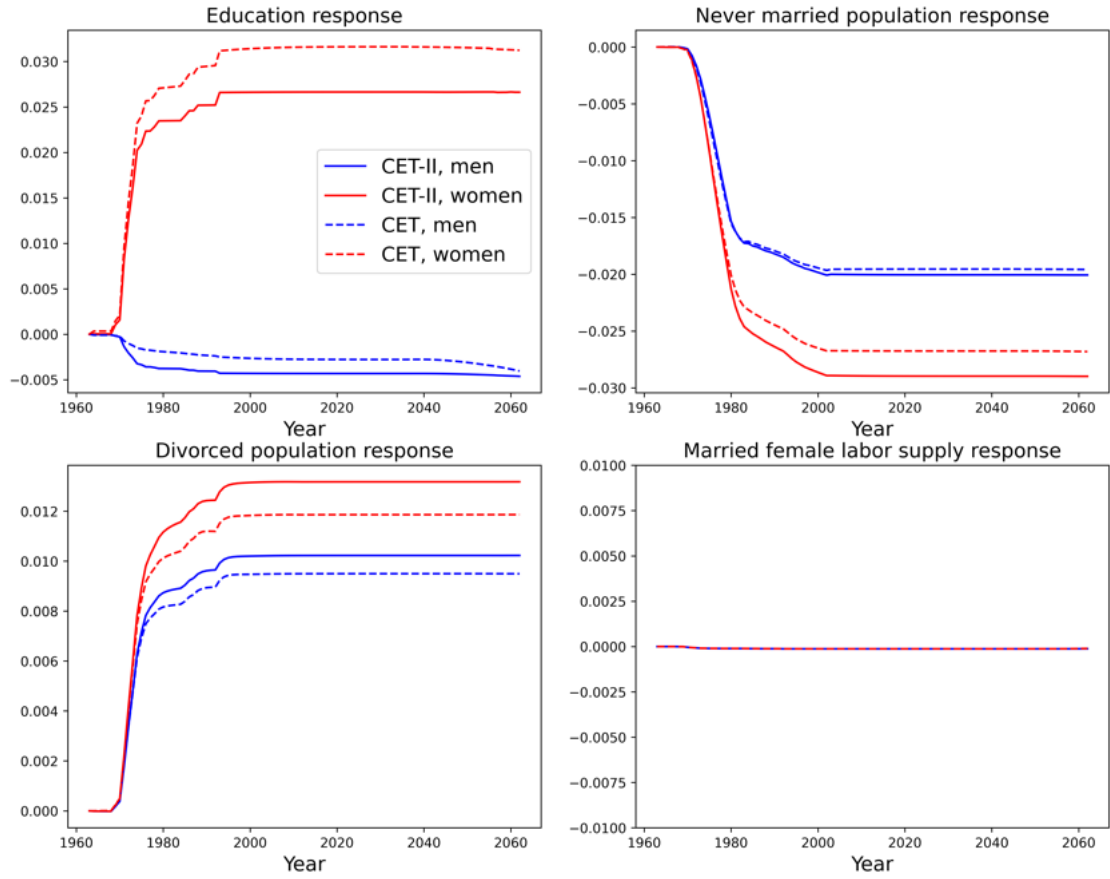 Education response
0.030
0.025
0.020
0.015
0.010
0.005
0.000
−0.005
1960 1980 2000 2020 2040 2060
Year
CET-II, men
CET-II, women
CET, men
CET, women
Never married population response
0.000
−0.005
−0.010
−0.015
−0.020
−0.025
−0.030
1960 1980 2000 2020 2040 2060
Year
Divorced population response
0.012
0.010
0.008
0.006
0.004
0.002
0.000
1960 1980 2000 2020 2040 2060
Year
Married female labor supply response
0.0100
0.0075
0.0050
0.0025
0.0000
−0.0025
−0.0050
−0.0075
−0.0100
1960 1980 2000 2020 2040 2060
Year